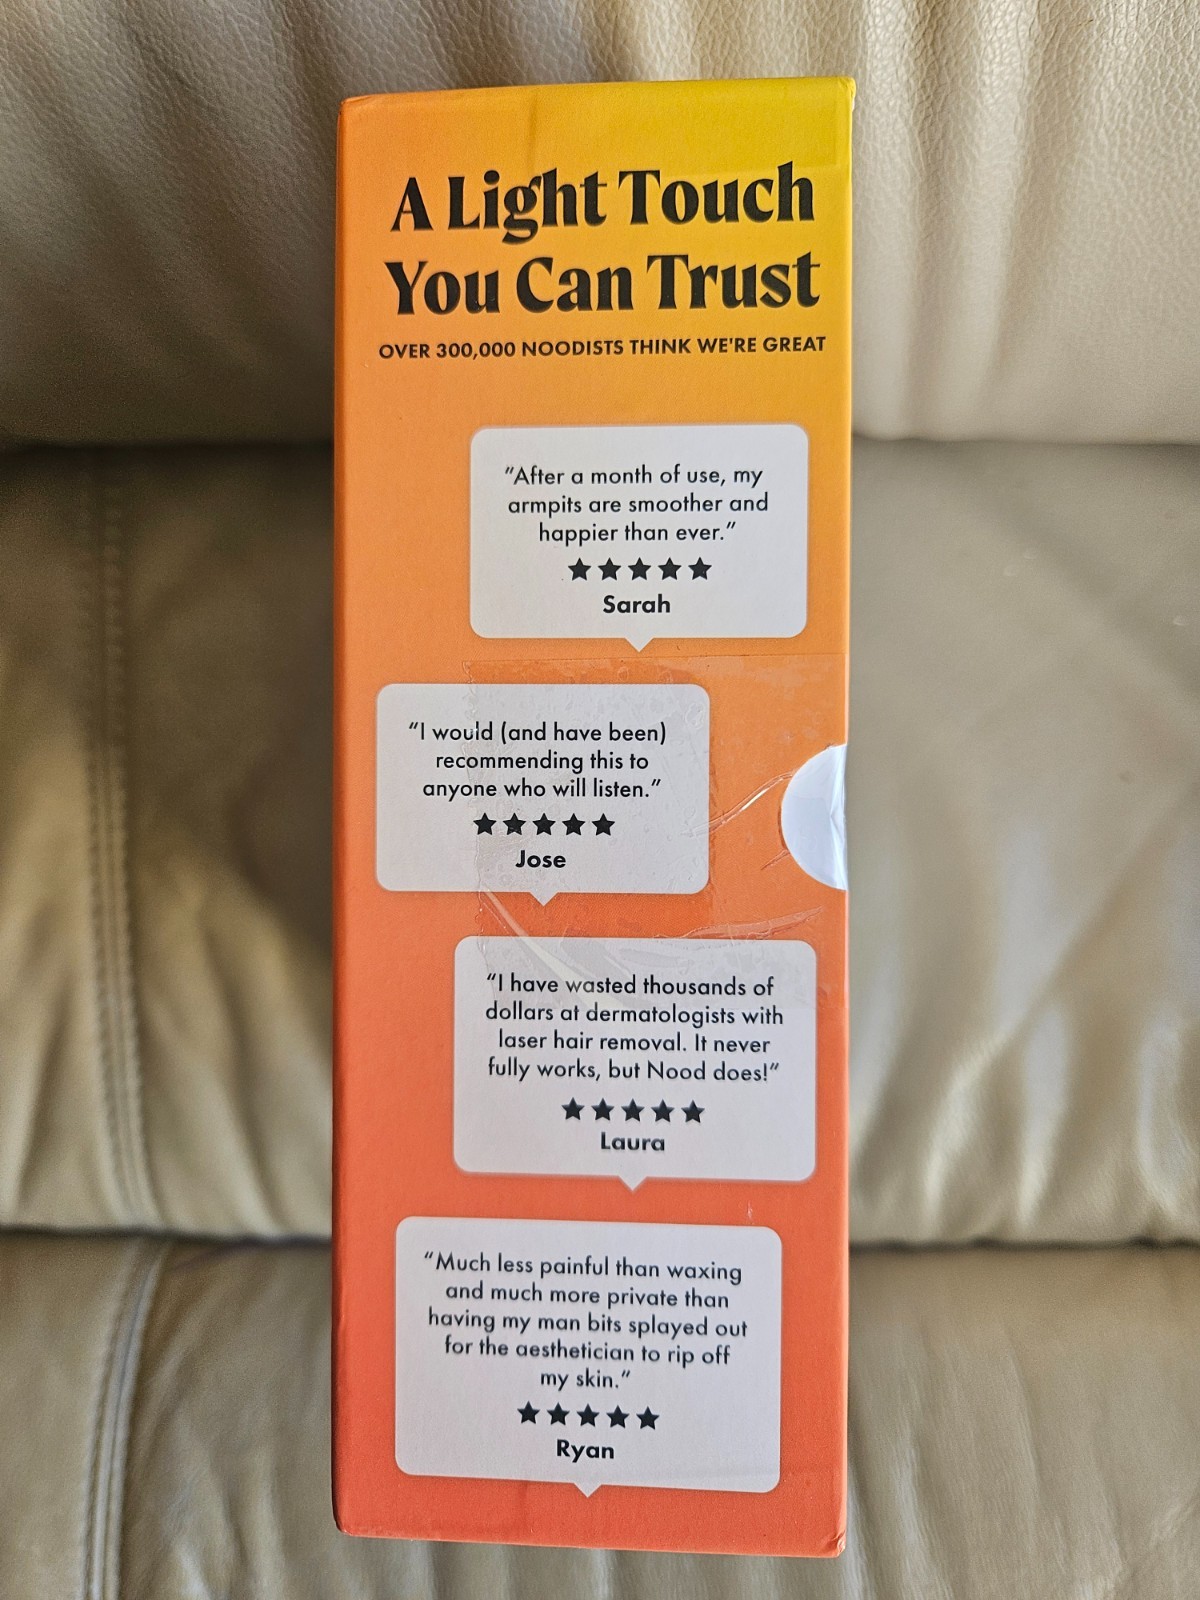 A Light Touch
You Can Trust
OVER 300,000 NOODISTS THINK WE'RE GREAT
“After a month of use, my
armpits are smoother and
happier than ever.”
★★★★★
Sarah
“I would (and have been)
recommending this to
anyone who will listen.”
★★★★★
Jose
“I have wasted thousands of
dollars at dermatologists with
laser hair removal. It never
fully works, but Nood does!”
★★★★★
Laura
“Much less painful than waxing
and much more private than
having my man bits splayed out
for the aesthetician to rip off
my skin.”
★★★★★
Ryan